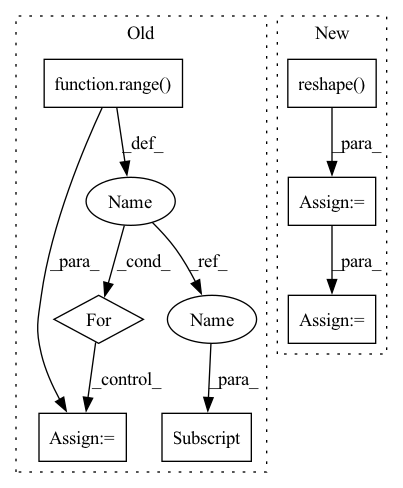 Old
New
function.range()
reshape()
_def_
_para_
Name
Assign:=
_para_
_cond_
_ref_
_para_
For
Name
Assign:=
_control_
_para_
Assign:=
Subscript